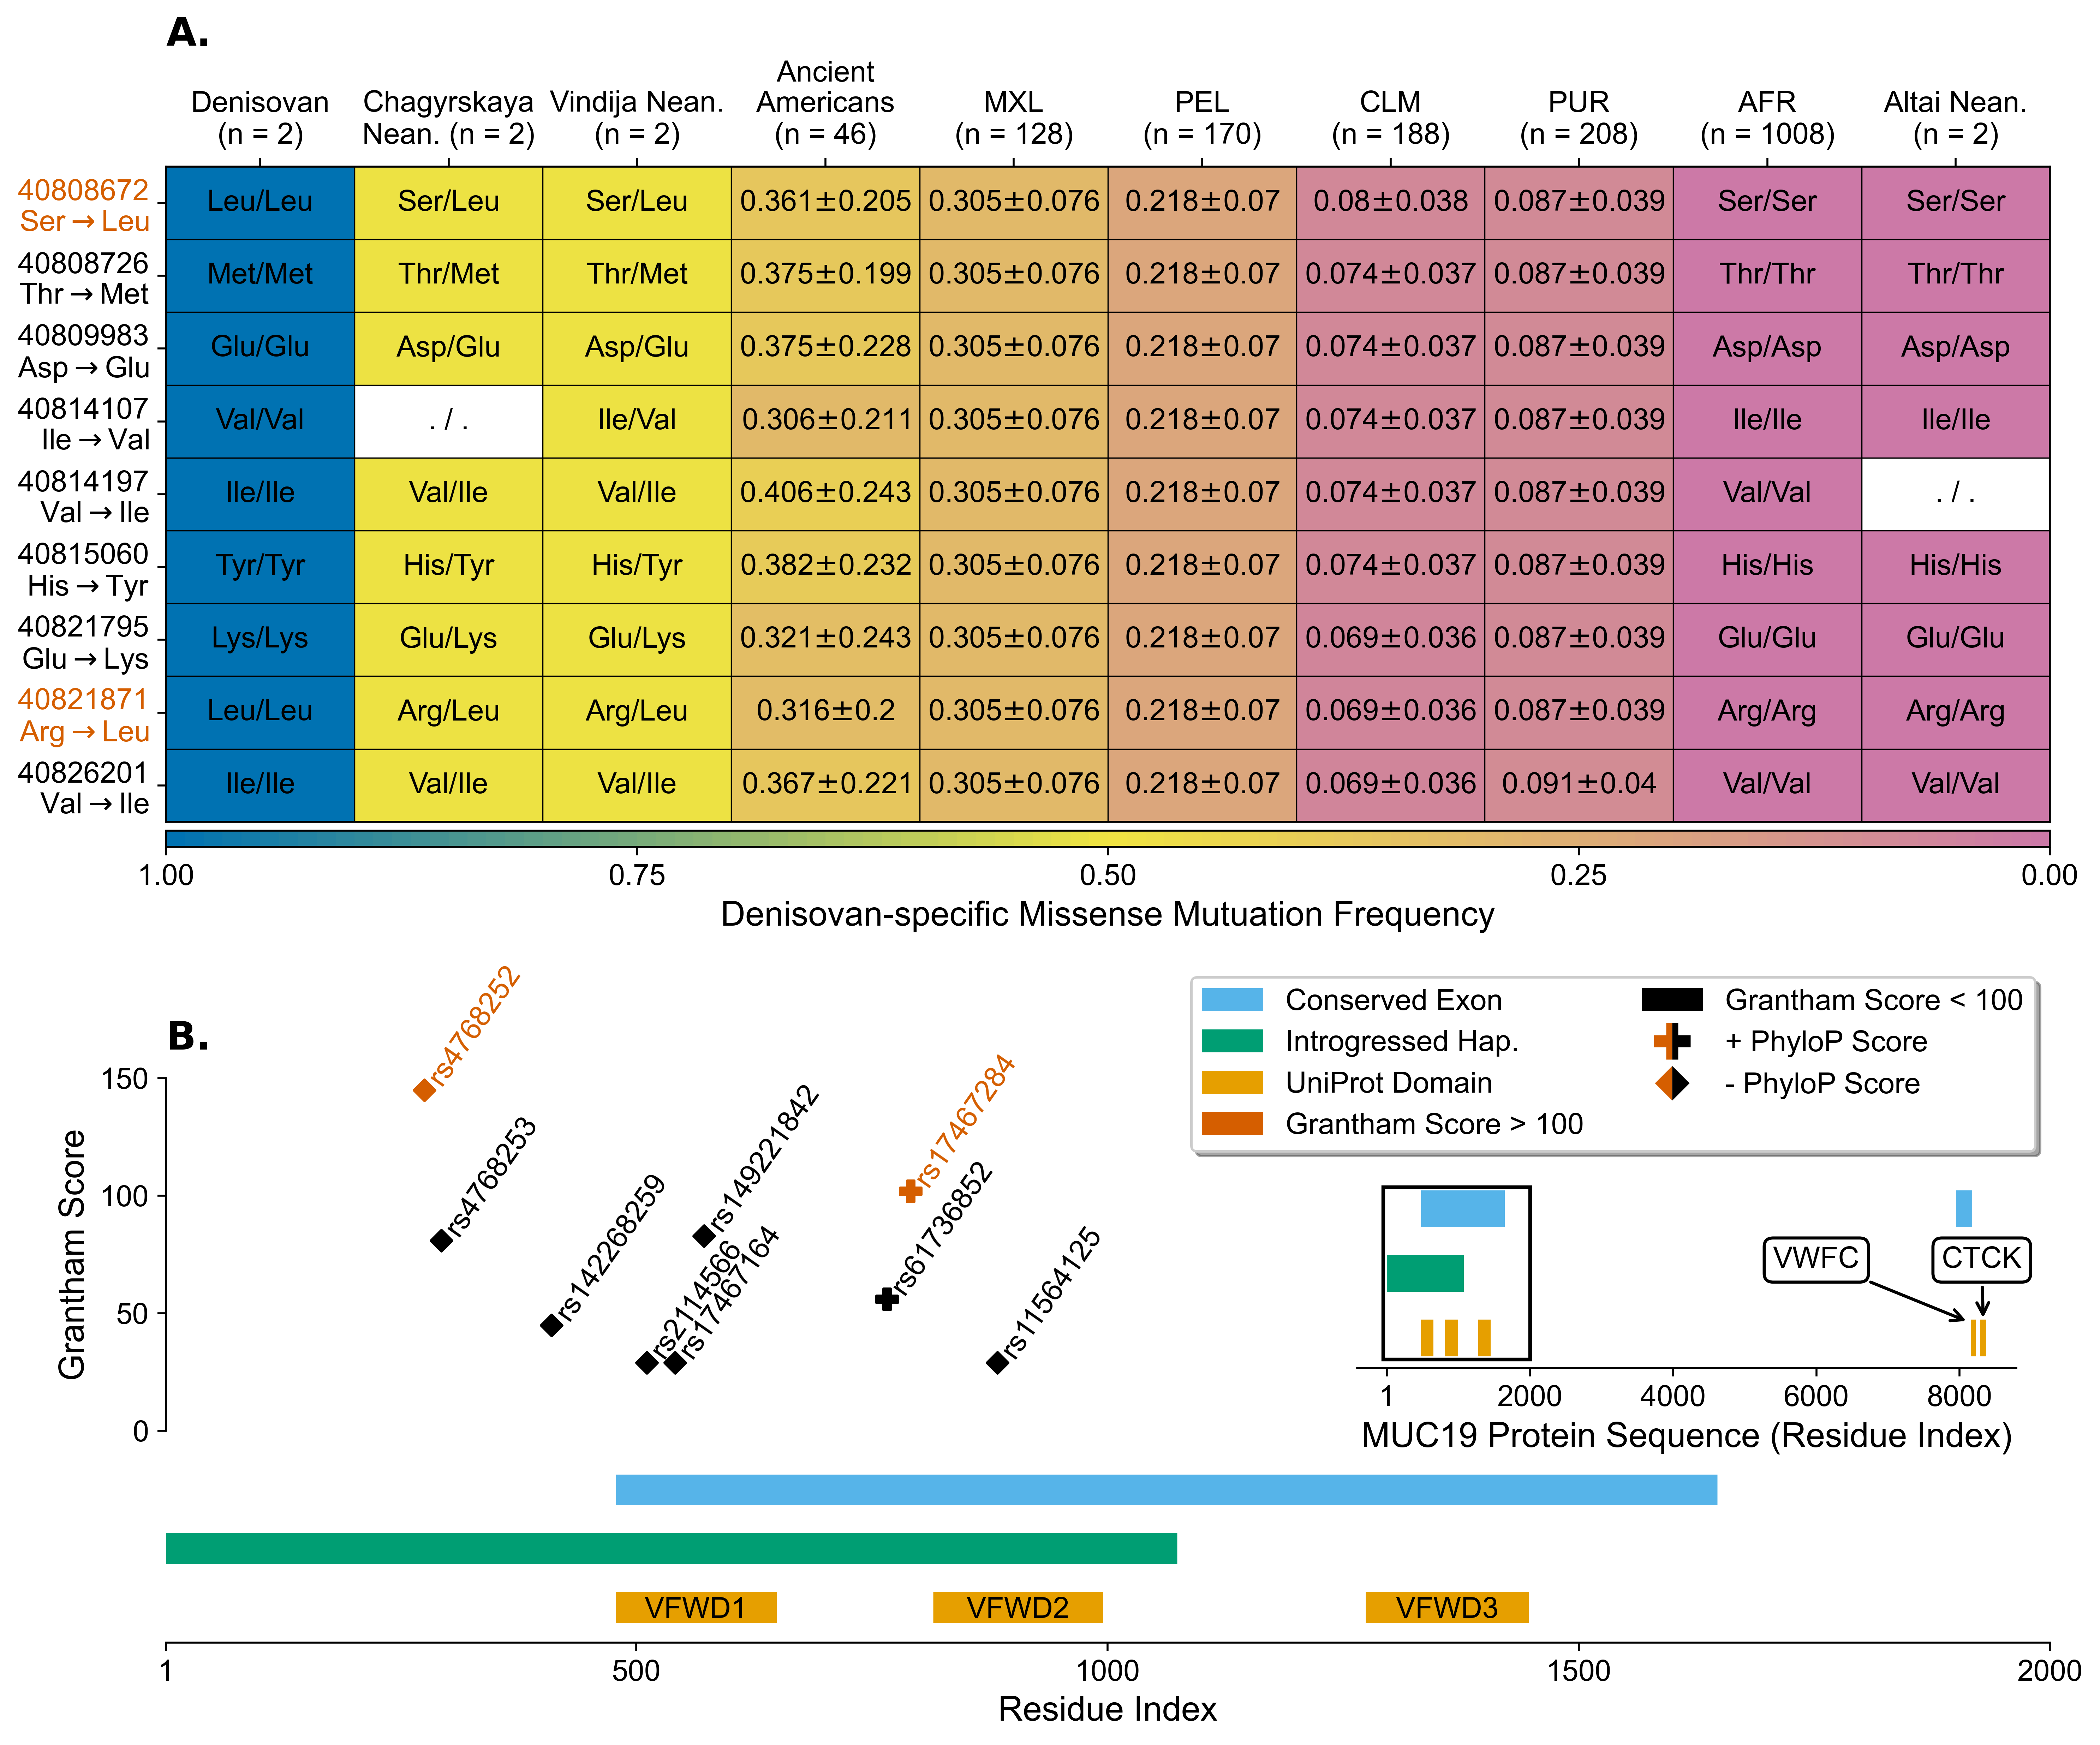 A.
Denisovan
(n = 2)
Chagyrskaya
Nean. (n = 2)
Vindija Nean.
(n = 2)
Ancient
Americans
(n = 46)
MXL
(n = 128)
PEL
(n = 170)
CLM
(n = 188)
PUR
(n = 208)
AFR
(n = 1008)
Altai Nean.
(n = 2)
40808672
Ser → Leu
Leu/Leu Ser/Leu Ser/Leu 0.361±0.205 0.305±0.076 0.218±0.07 0.08±0.038 0.087±0.039 Ser/Ser Ser/Ser
40808726
Thr → Met
Met/Met Thr/Met Thr/Met 0.375±0.199 0.305±0.076 0.218±0.07 0.074±0.037 0.087±0.039 Thr/Thr Thr/Thr
40809983
Asp → Glu
Glu/Glu Asp/Glu Asp/Glu 0.375±0.228 0.305±0.076 0.218±0.07 0.074±0.037 0.087±0.039 Asp/Asp Asp/Asp
40814107
Ile → Val
Val/Val . / . Ile/Val 0.306±0.211 0.305±0.076 0.218±0.07 0.074±0.037 0.087±0.039 Ile/Ile Ile/Ile
40814197
Val → Ile
Ile/Ile Val/Ile Val/Ile 0.406±0.243 0.305±0.076 0.218±0.07 0.074±0.037 0.087±0.039 Val/Val . / .
40815060
His → Tyr
Tyr/Tyr His/Tyr His/Tyr 0.382±0.232 0.305±0.076 0.218±0.07 0.074±0.037 0.087±0.039 His/His His/His
40821795
Glu → Lys
Lys/Lys Glu/Lys Glu/Lys 0.321±0.243 0.305±0.076 0.218±0.07 0.069±0.036 0.087±0.039 Glu/Glu Glu/Glu
40821871
Arg → Leu
Leu/Leu Arg/Leu Arg/Leu 0.316±0.2 0.305±0.076 0.218±0.07 0.069±0.036 0.087±0.039 Arg/Arg Arg/Arg
40826201
Val → Ile
Ile/Ile Val/Ile Val/Ile 0.367±0.221 0.305±0.076 0.218±0.07 0.069±0.036 0.091±0.04 Val/Val Val/Val
1.00 0.75 0.50 0.25 0.00
Denisovan-specific Missense Mutuation Frequency
B.
Grantham Score
150
100
50
0
rs4768252
rs4768253
rs142268259
rs2114566
rs17467164
rs149221842
rs61736852
rs17467284
rs11564125
Conserved Exon
Introgressed Hap.
UniProt Domain
Grantham Score > 100
Grantham Score < 100
+ PhyloP Score
- PhyloP Score
VWFC
CTCK
1 2000 4000 6000 8000
MUC19 Protein Sequence (Residue Index)
VFWD1 VFWD2 VFWD3
1 500 1000 1500 2000
Residue Index